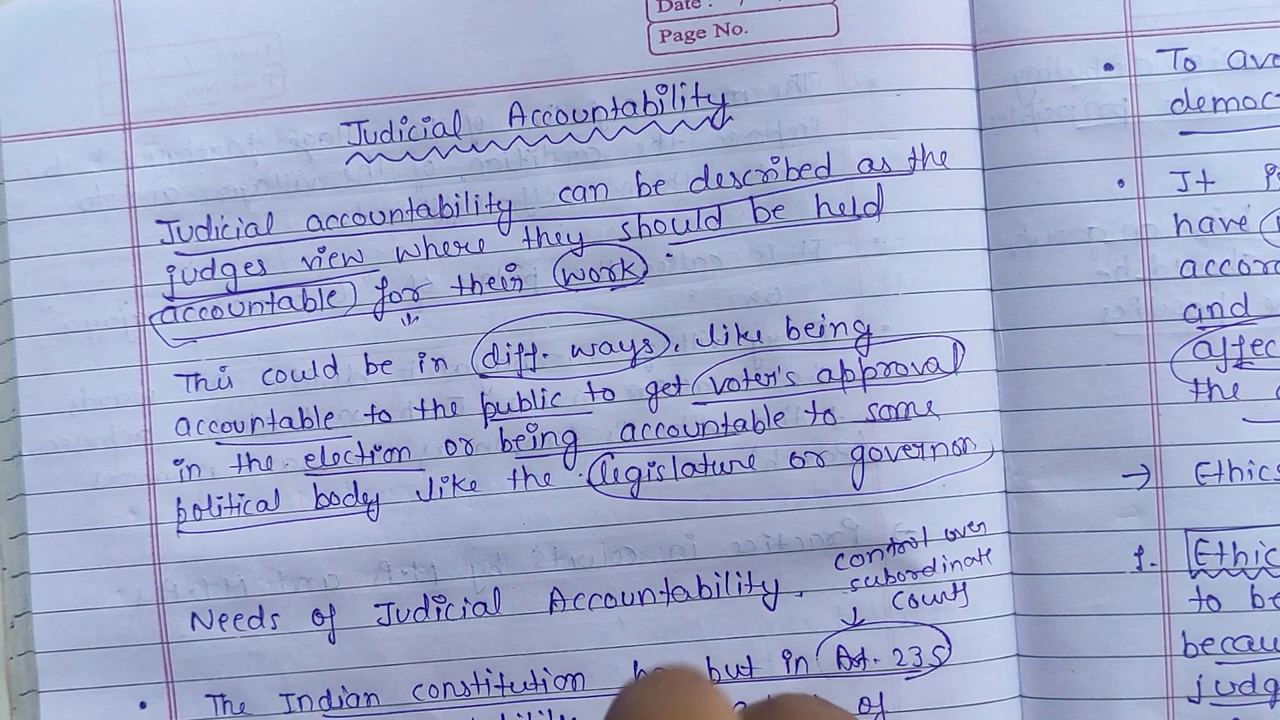 Date :
Page No.
Judicial Accountability
Judicial accountability can be described as the
judges view where they should be held
accountable for their work.
This could be in diff. ways, like being
accountable to the public to get voter's approval
in the election or being accountable to some
political body like the legislature or governor
control over
subordinate
courts
Needs of Judicial Accountability.
• The Indian constitution but in Art. 235
of
• To
democ
• It
have
accor
and
affec
the
→ Ethics
1. Ethic
to be
becau
judg